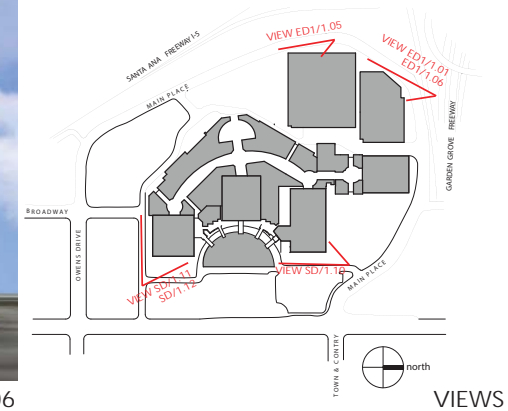 VIEW ED1/1.05
VIEW ED1/1.01
ED1/1.06
SANTA ANA FREEWAY I-5
MAIN PLACE
GARDEN GROVE FREEWAY
BROADWAY
OWENS DRIVE
VIEW SD/1.11
SD/1.12
VIEW SD/1.10
MAIN PLACE
TOWN & CONTRY
north
06
VIEWS